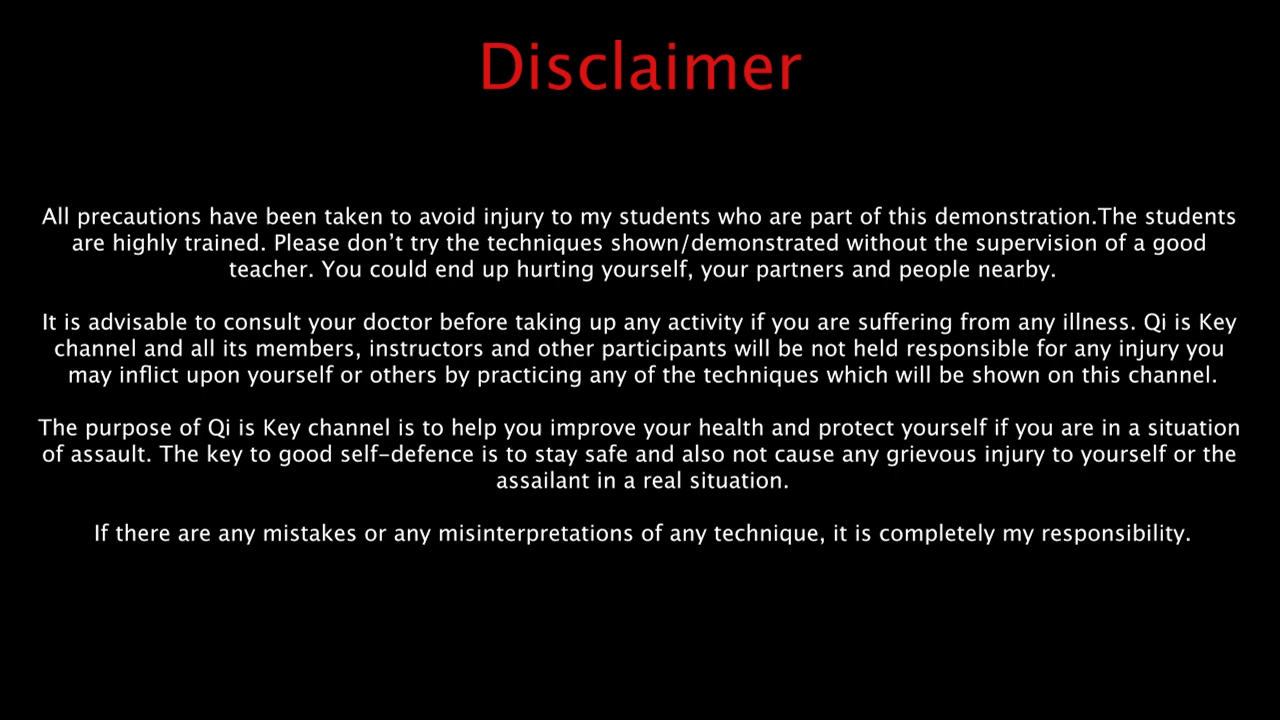 Disclaimer
All precautions have been taken to avoid injury to my students who are part of this demonstration.The students
are highly trained. Please don’t try the techniques shown/demonstrated without the supervision of a good
teacher. You could end up hurting yourself, your partners and people nearby.
It is advisable to consult your doctor before taking up any activity if you are suffering from any illness. Qi is Key
channel and all its members, instructors and other participants will be not held responsible for any injury you
may inflict upon yourself or others by practicing any of the techniques which will be shown on this channel.
The purpose of Qi is Key channel is to help you improve your health and protect yourself if you are in a situation
of assault. The key to good self-defence is to stay safe and also not cause any grievous injury to yourself or the
assailant in a real situation.
If there are any mistakes or any misinterpretations of any technique, it is completely my responsibility.